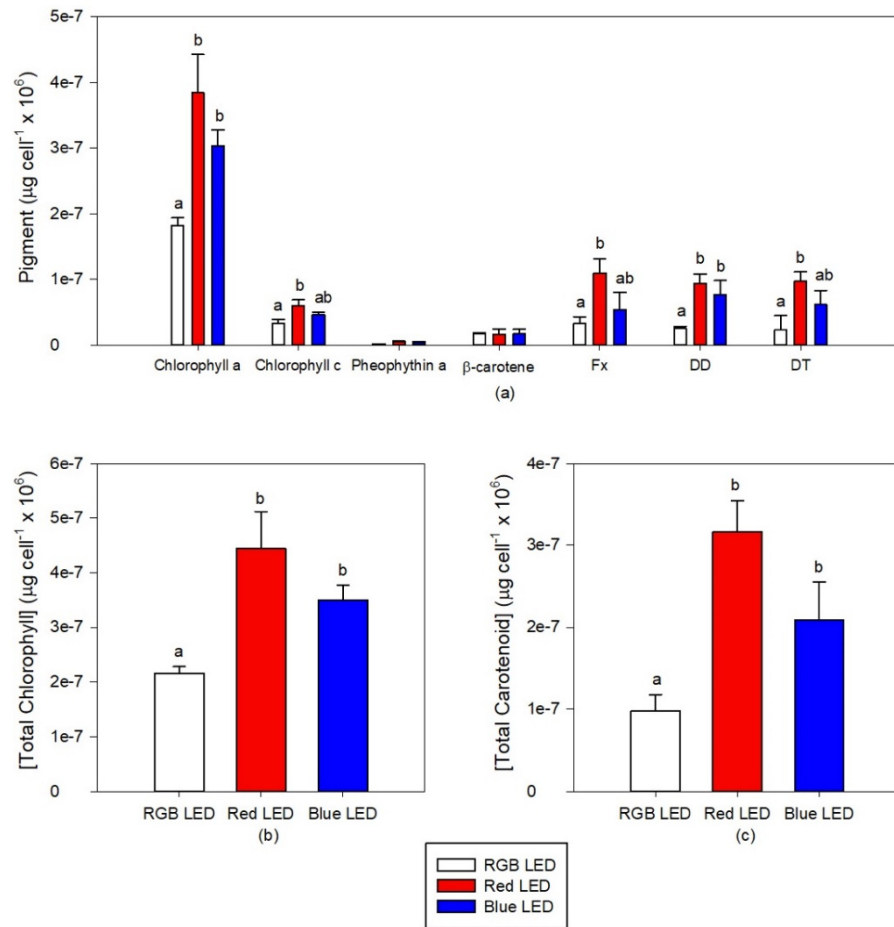 5e-7
4e-7
3e-7
2e-7
1e-7
0
Pigment (μg cell⁻¹ x 10⁶)
a b b
a b ab
a b ab
a b b
a b ab
Chlorophyll a Chlorophyll c Pheophythin a β-carotene Fx DD DT
(a)
6e-7
5e-7
4e-7
3e-7
2e-7
1e-7
0
[Total Chlorophyll] (μg cell⁻¹ x 10⁶)
a b b
RGB LED Red LED Blue LED
(b)
4e-7
3e-7
2e-7
1e-7
0
[Total Carotenoid] (μg cell⁻¹ x 10⁶)
a b b
RGB LED Red LED Blue LED
(c)
RGB LED
Red LED
Blue LED